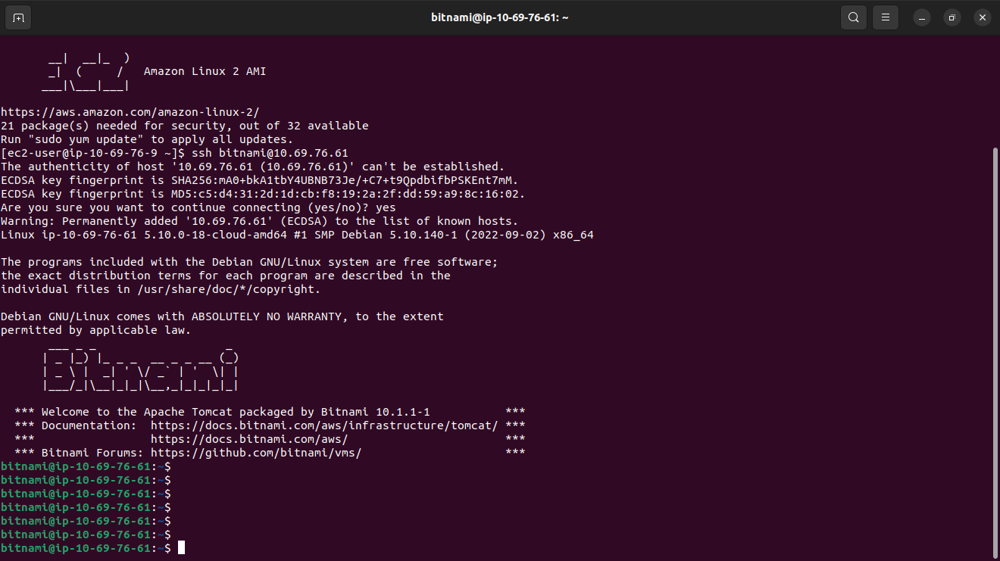 bitnami@ip-10-69-76-61: ~
__|  __|_  )
_|  (     /   Amazon Linux 2 AMI
___|\___|___|
https://aws.amazon.com/amazon-linux-2/
21 package(s) needed for security, out of 32 available
Run "sudo yum update" to apply all updates.
[ec2-user@ip-10-69-76-9 ~]$ ssh bitnami@10.69.76.61
The authenticity of host '10.69.76.61 (10.69.76.61)' can't be established.
ECDSA key fingerprint is SHA256:mA0+bkA1tbY4UBNB73Je/+C7+t9QpdbifbPSKEnt7mM.
ECDSA key fingerprint is MD5:c5:d4:31:2d:1d:cb:f8:19:2a:2f:dd:59:a9:8c:16:02.
Are you sure you want to continue connecting (yes/no)? yes
Warning: Permanently added '10.69.76.61' (ECDSA) to the list of known hosts.
Linux ip-10-69-76-61 5.10.0-18-cloud-amd64 #1 SMP Debian 5.10.140-1 (2022-09-02) x86_64
The programs included with the Debian GNU/Linux system are free software;
the exact distribution terms for each program are described in the
individual files in /usr/share/doc/*/copyright.
Debian GNU/Linux comes with ABSOLUTELY NO WARRANTY, to the extent
permitted by applicable law.
___ _ _                   _
| _ |_) |_ _ _  __ _ _ __ (_)
| _ \ |  _| ' \/ _` | '  \| |
|___/_|\__|_|_|\__,_|_|_|_|_|
*** Welcome to the Apache Tomcat packaged by Bitnami 10.1.1-1           ***
*** Documentation:  https://docs.bitnami.com/aws/infrastructure/tomcat/ ***
***                 https://docs.bitnami.com/aws/                       ***
*** Bitnami Forums: https://github.com/bitnami/vms/                     ***
bitnami@ip-10-69-76-61:~$
bitnami@ip-10-69-76-61:~$
bitnami@ip-10-69-76-61:~$
bitnami@ip-10-69-76-61:~$
bitnami@ip-10-69-76-61:~$
bitnami@ip-10-69-76-61:~$
bitnami@ip-10-69-76-61:~$